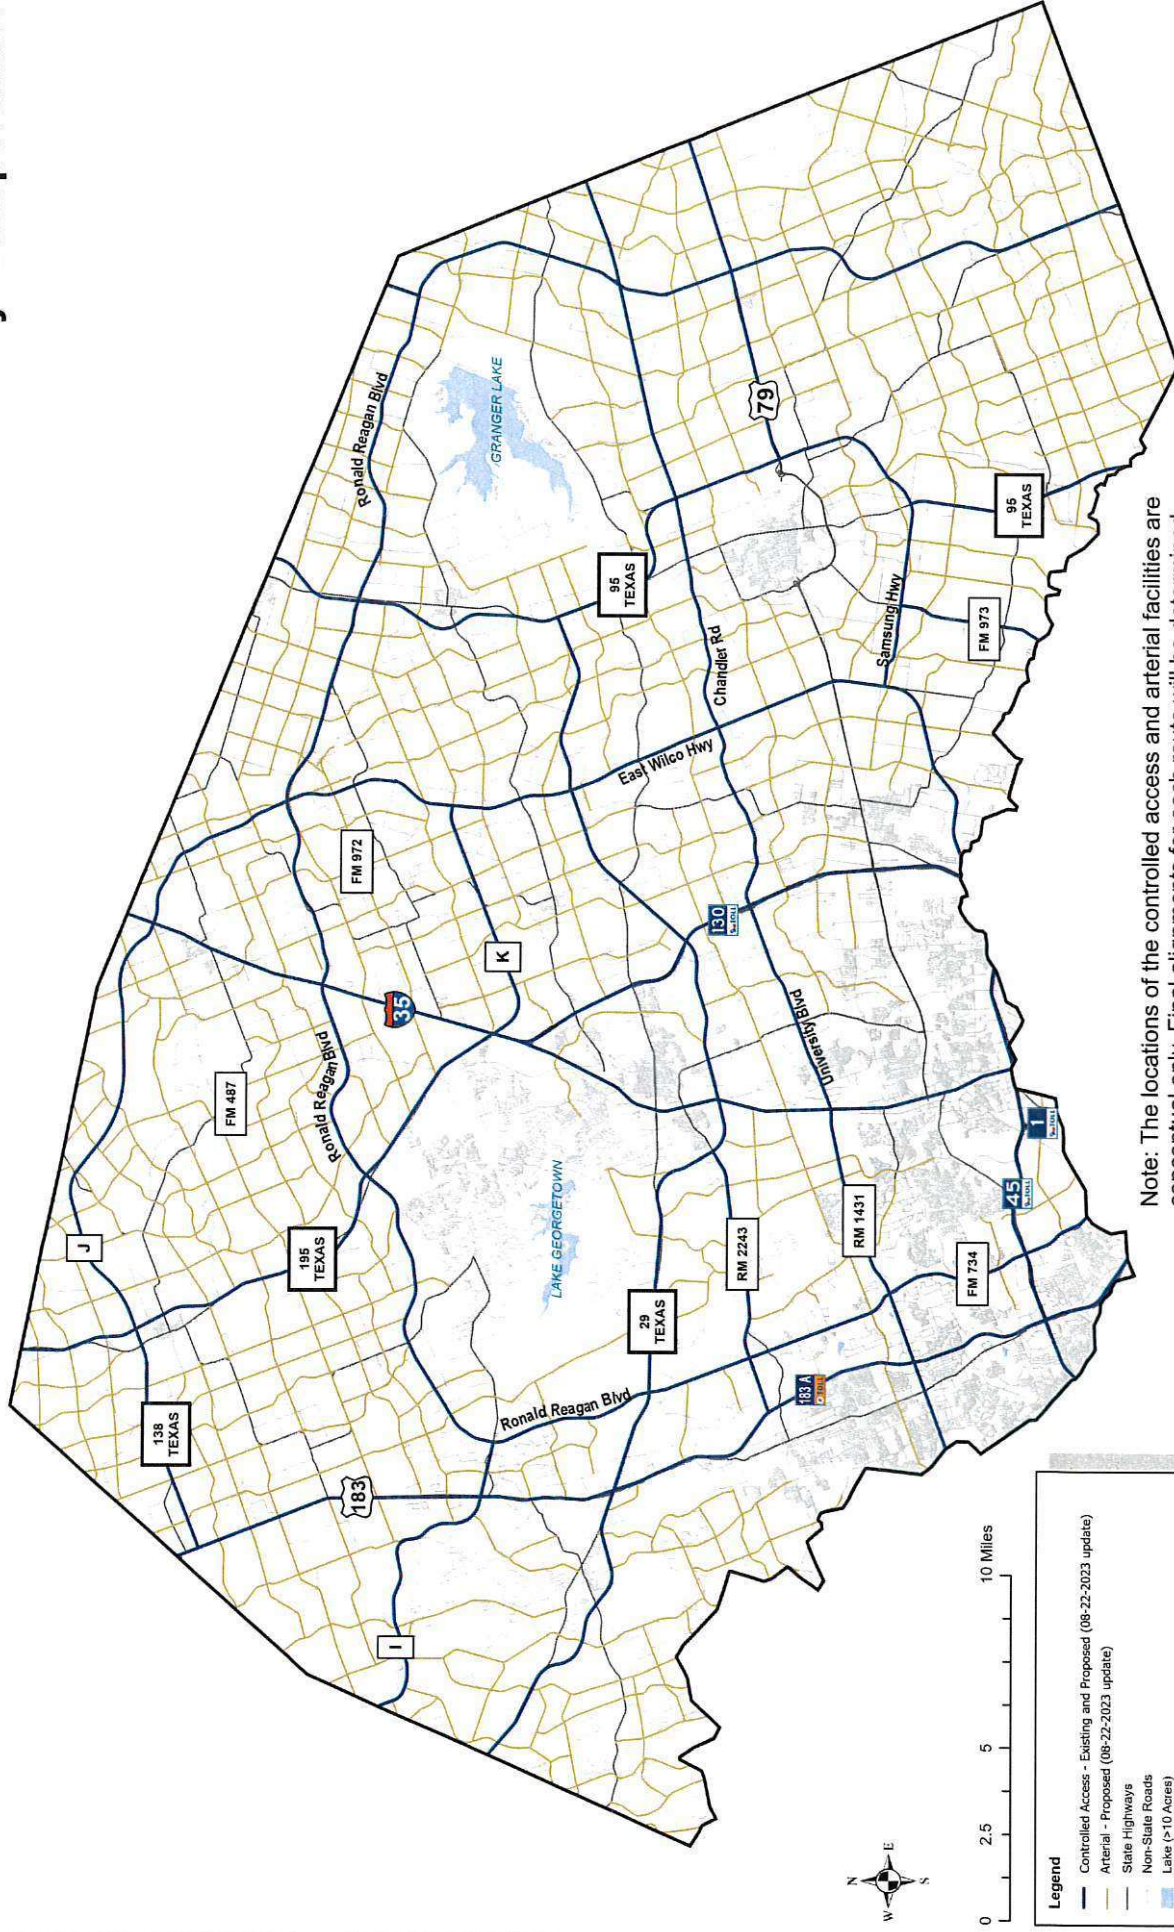 Ronald Reagan Blvd
GRANGER LAKE
79
95
TEXAS
95
TEXAS
Samsung Hwy
FM 973
Chandler Rd
East Wilco Hwy
FM 972
K
130
TOLL
35
University Blvd
FM 487
Ronald Reagan Blvd
1
TOLL
LAKE GEORGETOWN
45
TOLL
J
195
TEXAS
RM 2243
RM 1431
FM 734
29
TEXAS
183 A
TOLL
Ronald Reagan Blvd
138
TEXAS
183
I
N
W
E
S
0
2.5
5
10 Miles
Legend
Controlled Access - Existing and Proposed (08-22-2023 update)
Arterial - Proposed (08-22-2023 update)
State Highways
Non-State Roads
Lake (>10 Acres)
Note: The locations of the controlled access and arterial facilities are